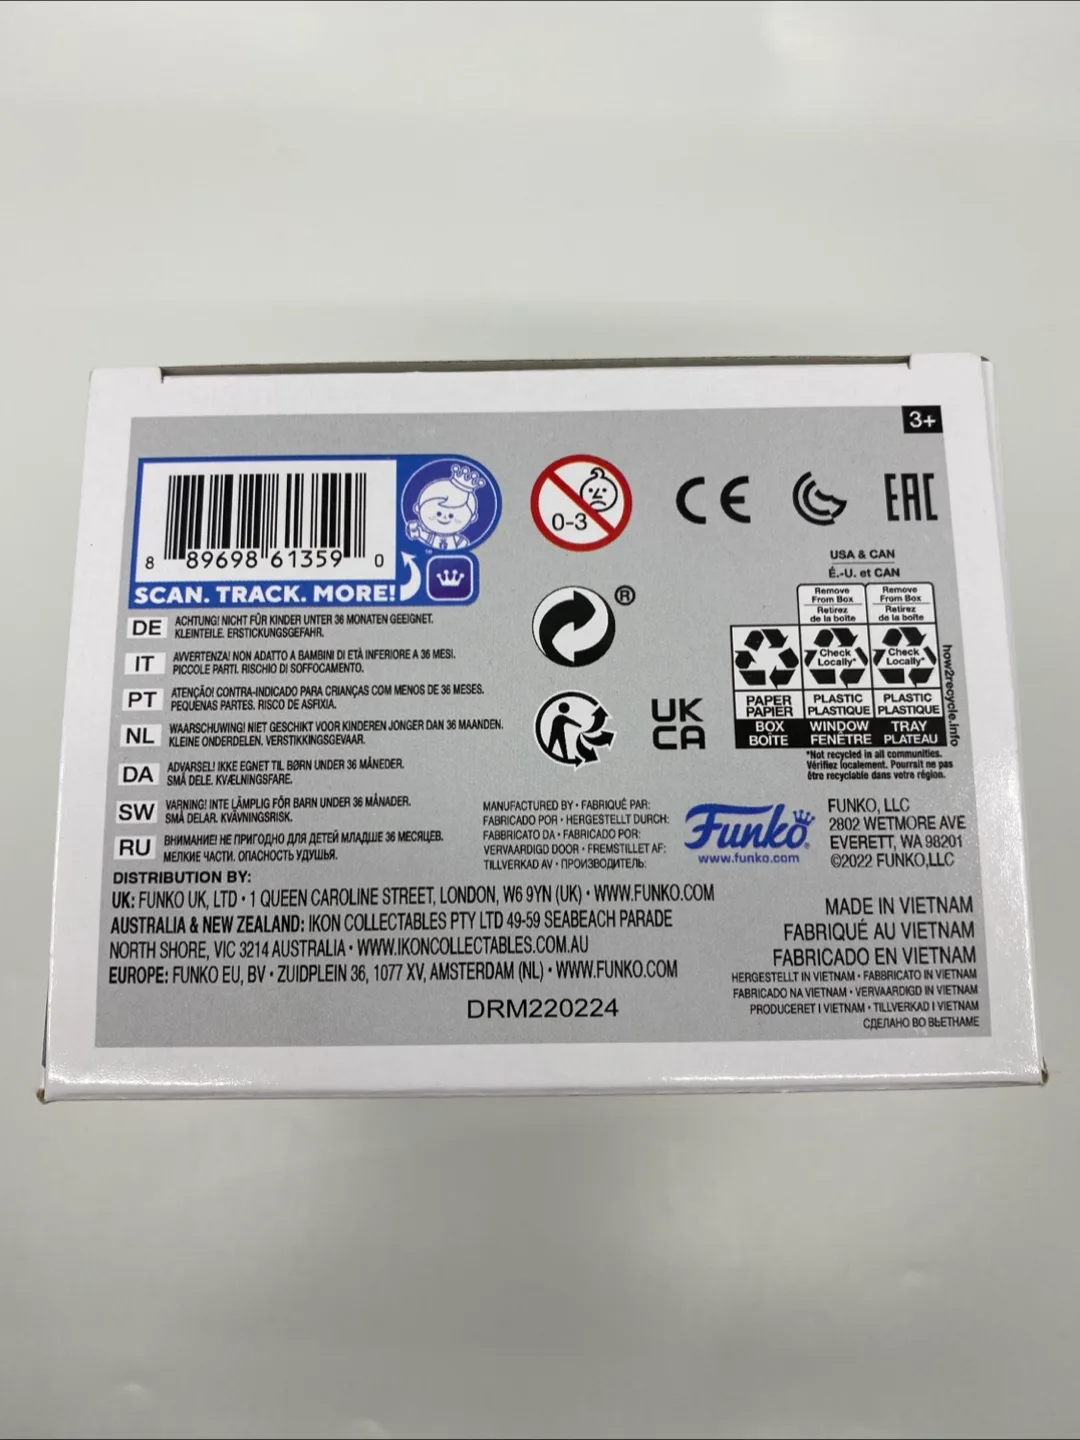 3+
8 89698 61359 0
SCAN. TRACK. MORE!
0-3
CE
EAC
®
UK
CA
USA & CAN
É.-U. et CAN
Remove
From Box
Retirez
de la boîte
Remove
From Box
Retirez
de la boîte
Check
Locally*
Check
Locally*
PAPER
PAPIER
PLASTIC
PLASTIQUE
PLASTIC
PLASTIQUE
BOX
BOÎTE
WINDOW
FENÊTRE
TRAY
PLATEAU
how2recycle.info
*Not recycled in all communities.
Vérifiez localement. Pourrait ne pas
être recyclable dans votre région.
DE ACHTUNG! NICHT FÜR KINDER UNTER 36 MONATEN GEEIGNET.
KLEINTEILE. ERSTICKUNGSGEFAHR.
IT AVVERTENZA! NON ADATTO A BAMBINI DI ETÀ INFERIORE A 36 MESI.
PICCOLE PARTI. RISCHIO DI SOFFOCAMENTO.
PT ATENÇÃO! CONTRA-INDICADO PARA CRIANÇAS COM MENOS DE 36 MESES.
PEQUENAS PARTES. RISCO DE ASFIXIA.
NL WAARSCHUWING! NIET GESCHIKT VOOR KINDEREN JONGER DAN 36 MAANDEN.
KLEINE ONDERDELEN. VERSTIKKINGSGEVAAR.
DA ADVARSEL! IKKE EGNET TIL BØRN UNDER 36 MÅNEDER.
SMÅ DELE. KVÆLNINGSFARE.
SW VARNING! INTE LÄMPLIG FÖR BARN UNDER 36 MÅNADER.
SMÅ DELAR. KVÄVNINGSRISK.
RU ВНИМАНИЕ! НЕ ПРИГОДНО ДЛЯ ДЕТЕЙ МЛАДШЕ 36 МЕСЯЦЕВ.
МЕЛКИЕ ЧАСТИ. ОПАСНОСТЬ УДУШЬЯ.
MANUFACTURED BY • FABRIQUÉ PAR:
FABRICADO POR • HERGESTELLT DURCH:
FABBRICATO DA • FABRICADO POR:
VERVAARDIGD DOOR • FREMSTILLET AF:
TILLVERKAD AV • ПРОИЗВОДИТЕЛЬ:
Funko®
www.funko.com
FUNKO, LLC
2802 WETMORE AVE
EVERETT, WA 98201
©2022 FUNKO,LLC
DISTRIBUTION BY:
UK: FUNKO UK, LTD • 1 QUEEN CAROLINE STREET, LONDON, W6 9YN (UK) • WWW.FUNKO.COM
AUSTRALIA & NEW ZEALAND: IKON COLLECTABLES PTY LTD 49-59 SEABEACH PARADE
NORTH SHORE, VIC 3214 AUSTRALIA • WWW.IKONCOLLECTABLES.COM.AU
EUROPE: FUNKO EU, BV • ZUIDPLEIN 36, 1077 XV, AMSTERDAM (NL) • WWW.FUNKO.COM
DRM220224
MADE IN VIETNAM
FABRIQUÉ AU VIETNAM
FABRICADO EN VIETNAM
HERGESTELLT IN VIETNAM • FABBRICATO IN VIETNAM
FABRICADO NA VIETNAM • VERVAARDIGD IN VIETNAM
PRODUCERET I VIETNAM • TILLVERKAD I VIETNAM
СДЕЛАНО ВО ВЬЕТНАМЕ